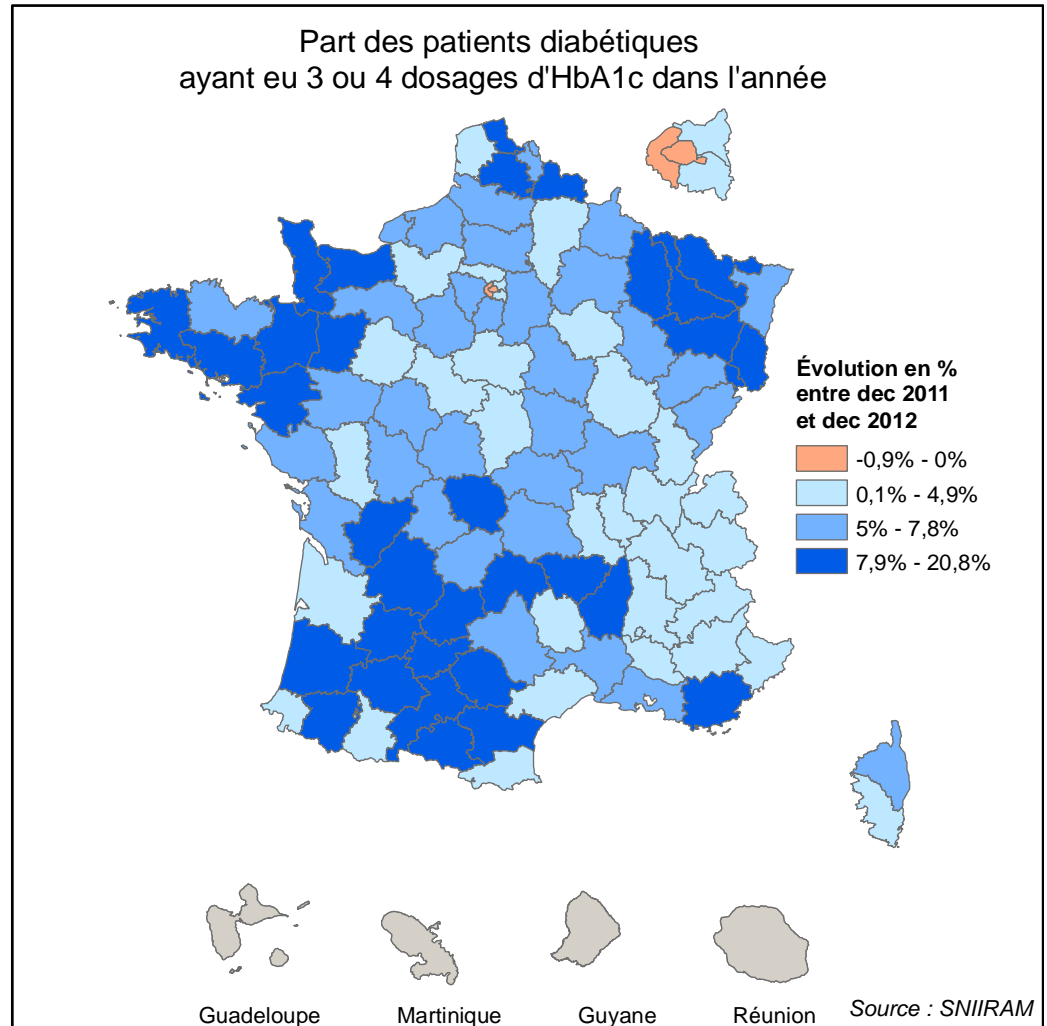 Part des patients diabétiques
ayant eu 3 ou 4 dosages d'HbA1c dans l'année
Évolution en %
entre dec 2011
et dec 2012
-0,9% - 0%
0,1% - 4,9%
5% - 7,8%
7,9% - 20,8%
Guadeloupe
Martinique
Guyane
Réunion
Source : SNIIRAM